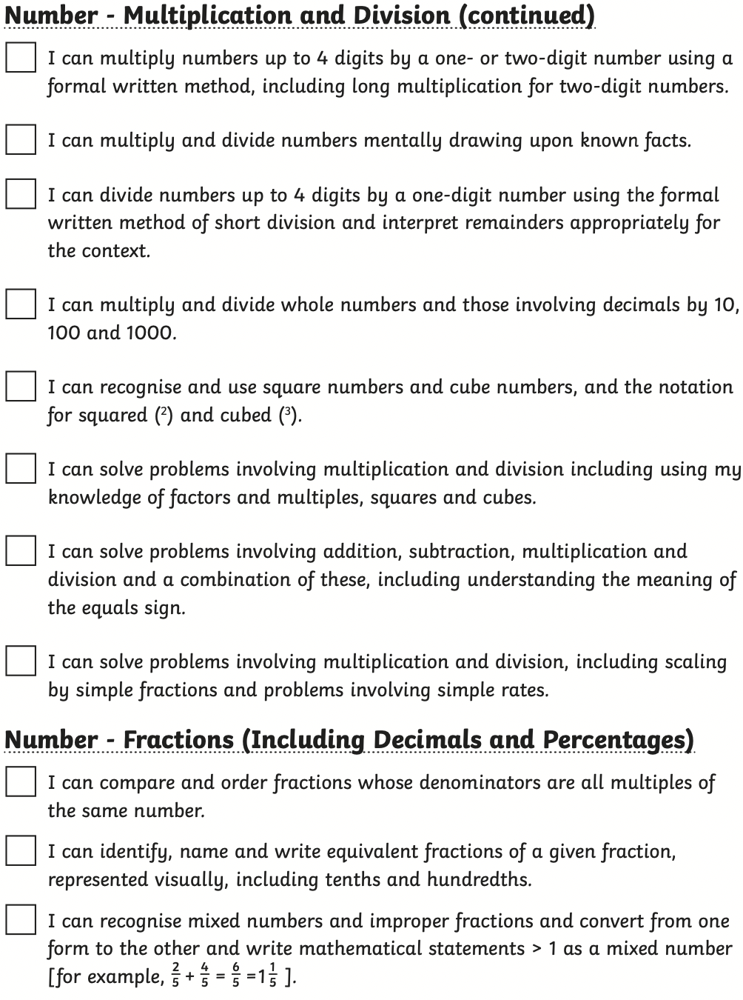 Number - Multiplication and Division (continued)
I can multiply numbers up to 4 digits by a one- or two-digit number using a
formal written method, including long multiplication for two-digit numbers.
I can multiply and divide numbers mentally drawing upon known facts.
I can divide numbers up to 4 digits by a one-digit number using the formal
written method of short division and interpret remainders appropriately for
the context.
I can multiply and divide whole numbers and those involving decimals by 10,
100 and 1000.
I can recognise and use square numbers and cube numbers, and the notation
for squared (²) and cubed (³).
I can solve problems involving multiplication and division including using my
knowledge of factors and multiples, squares and cubes.
I can solve problems involving addition, subtraction, multiplication and
division and a combination of these, including understanding the meaning of
the equals sign.
I can solve problems involving multiplication and division, including scaling
by simple fractions and problems involving simple rates.
Number - Fractions (Including Decimals and Percentages)
I can compare and order fractions whose denominators are all multiples of
the same number.
I can identify, name and write equivalent fractions of a given fraction,
represented visually, including tenths and hundredths.
I can recognise mixed numbers and improper fractions and convert from one
form to the other and write mathematical statements > 1 as a mixed number
[for example, 2/5 + 4/5 = 6/5 =1 1/5 ].